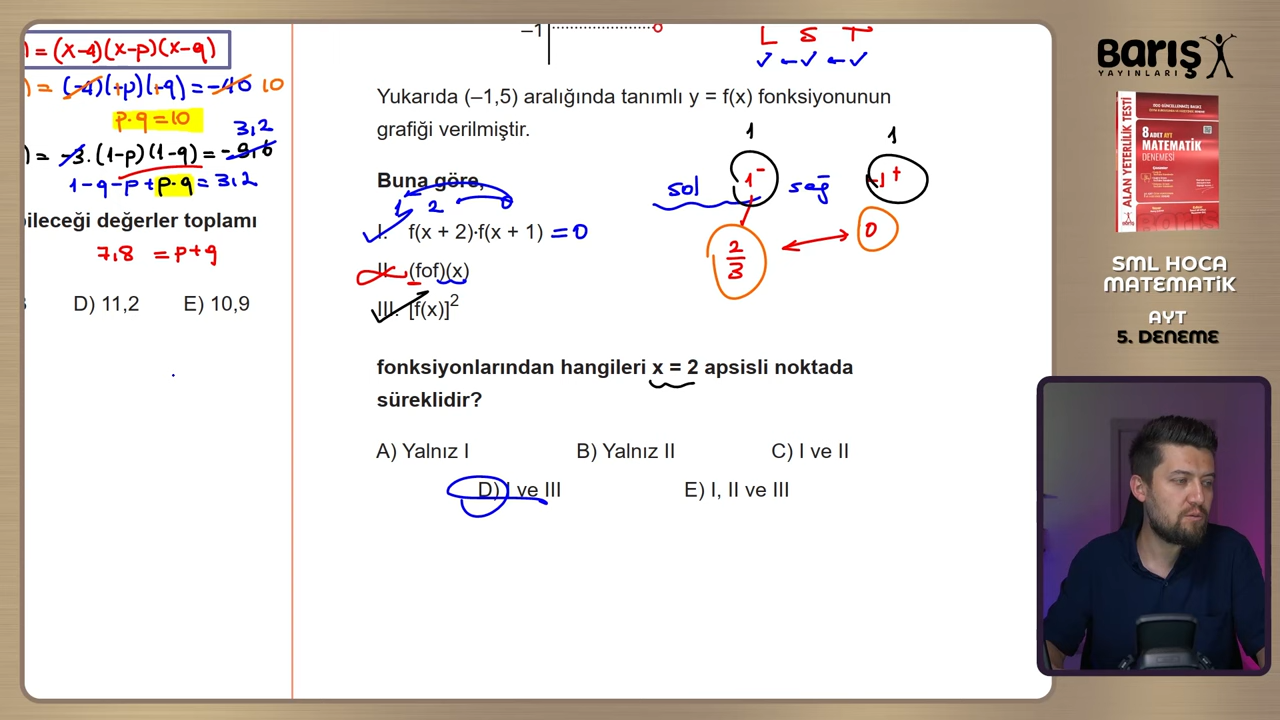 ) = (x-4)(x-p)(x-q)
) = (-4)(+p)(+q) = -40 10
p·q = 10
3,2
) = -3·(1-p)(1-q) = -9,6
1-q-p+p·q = 3,2
bileceği değerler toplamı
7,8 = p+q
D) 11,2 E) 10,9
−1
L S T
Yukarıda (–1,5) aralığında tanımlı y = f(x) fonksiyonunun
grafiği verilmiştir.
1 1
Buna göre,
sol 1⁻ sağ -1⁺
1 2 0
I. f(x + 2)·f(x + 1) = 0
2/3 0
II. (fof)(x)
III. [f(x)]²
fonksiyonlarından hangileri x = 2 apsisli noktada
süreklidir?
A) Yalnız I B) Yalnız II C) I ve II
D) I ve III E) I, II ve III
BARIŞ
YAYINLARI
ALAN YETERLİLİK TESTİ
8 ADET AYT
MATEMATİK
DENEMESİ
SML HOCA
MATEMATİK
AYT
5. DENEME